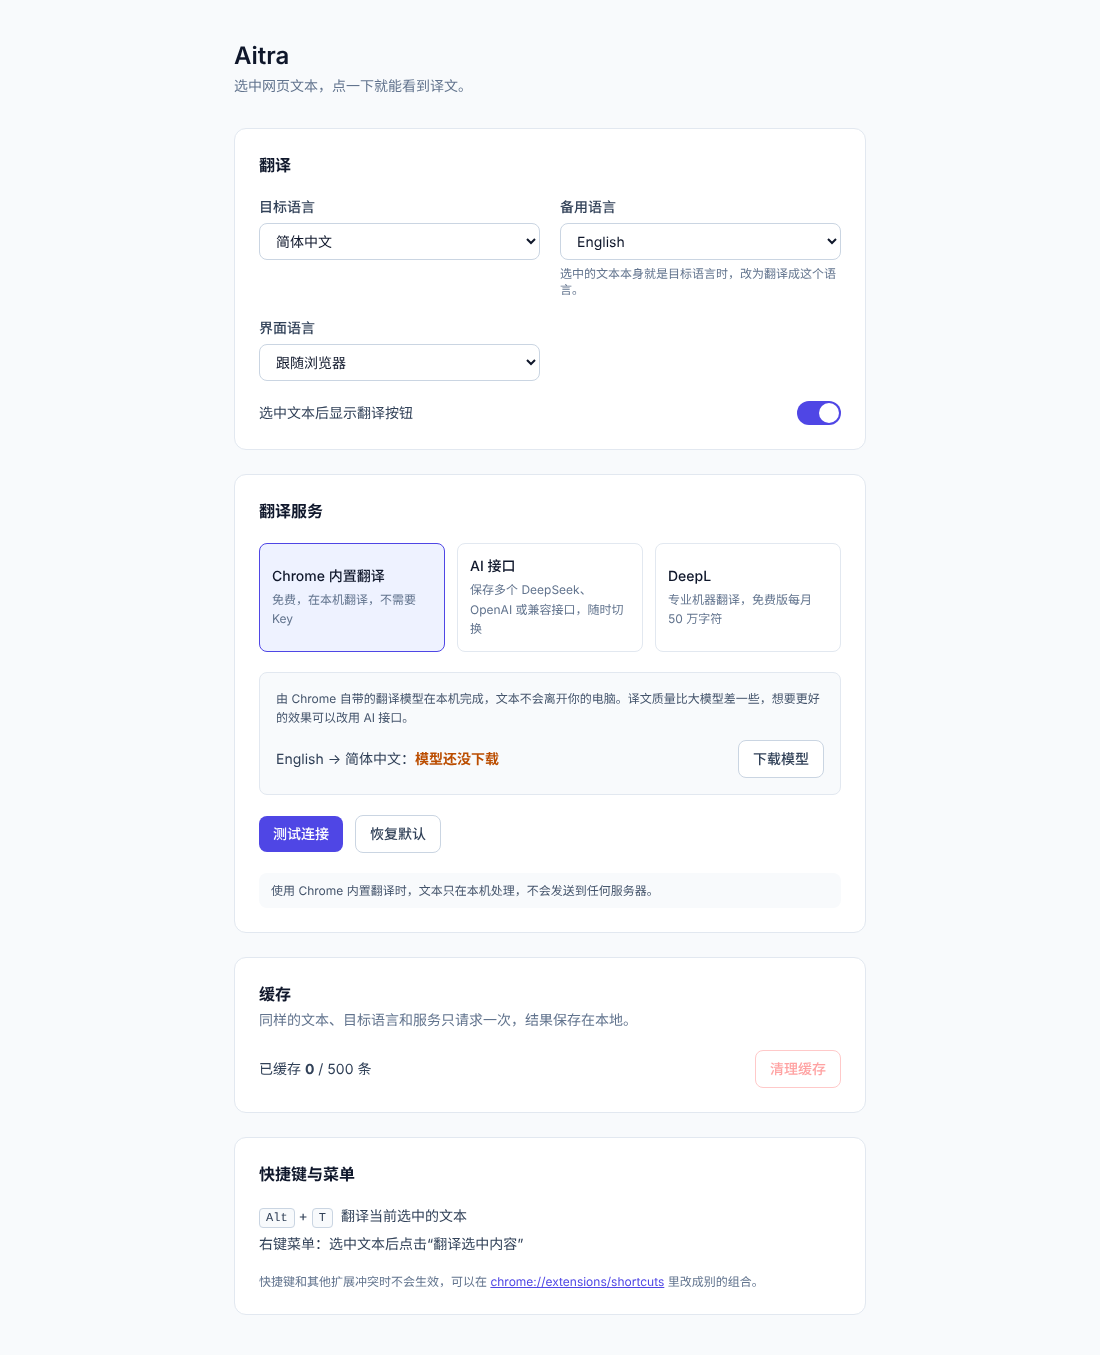 Aitra
选中网页文本，点一下就能看到译文。
翻译
目标语言
简体中文
备用语言
English
选中的文本本身就是目标语言时，改为翻译成这个语
言。
界面语言
跟随浏览器
选中文本后显示翻译按钮
翻译服务
Chrome 内置翻译
免费，在本机翻译，不需要
Key
AI 接口
保存多个 DeepSeek、
OpenAI 或兼容接口，随时切
换
DeepL
专业机器翻译，免费版每月
50 万字符
由 Chrome 自带的翻译模型在本机完成，文本不会离开你的电脑。译文质量比大模型差一些，想要更好
的效果可以改用 AI 接口。
English → 简体中文：模型还没下载
下载模型
测试连接
恢复默认
使用 Chrome 内置翻译时，文本只在本机处理，不会发送到任何服务器。
缓存
同样的文本、目标语言和服务只请求一次，结果保存在本地。
已缓存 0 / 500 条
清理缓存
快捷键与菜单
Alt + T 翻译当前选中的文本
右键菜单：选中文本后点击“翻译选中内容”
快捷键和其他扩展冲突时不会生效，可以在 chrome://extensions/shortcuts 里改成别的组合。